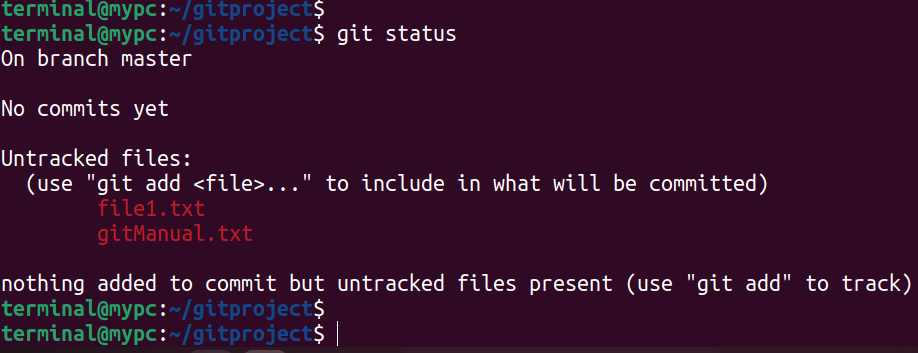 terminal@mypc:~/gitproject$
terminal@mypc:~/gitproject$ git status
On branch master
No commits yet
Untracked files:
(use "git add <file>..." to include in what will be committed)
file1.txt
gitManual.txt
nothing added to commit but untracked files present (use "git add" to track)
terminal@mypc:~/gitproject$
terminal@mypc:~/gitproject$